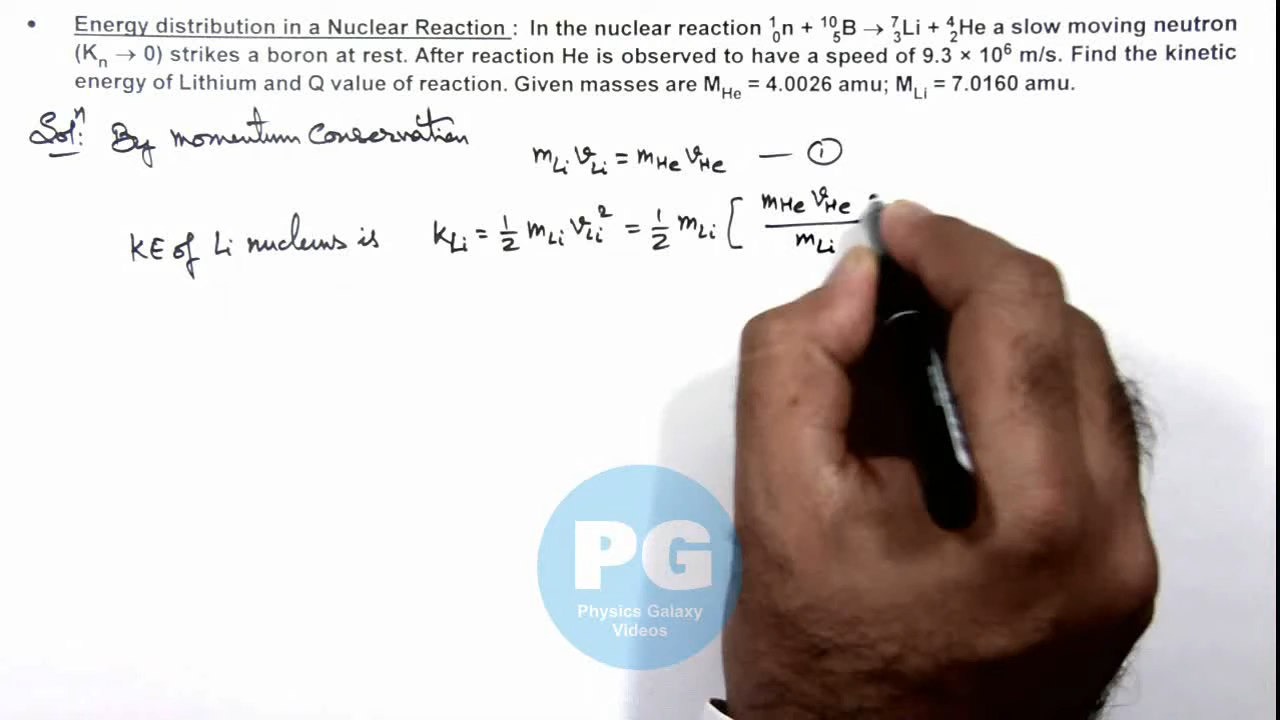 • Energy distribution in a Nuclear Reaction : In the nuclear reaction ¹₀n + ¹⁰₅B → ⁷₃Li + ⁴₂He a slow moving neutron
(Kₙ → 0) strikes a boron at rest. After reaction He is observed to have a speed of 9.3 × 10⁶ m/s. Find the kinetic
energy of Lithium and Q value of reaction. Given masses are M_He = 4.0026 amu; M_Li = 7.0160 amu.
Solⁿ: By momentum Conservation
m_Li v_Li = m_He v_He — ①
KE of Li nucleus is K_Li = 1/2 m_Li v_Li² = 1/2 m_Li [ m_He v_He / m_Li
PG
Physics Galaxy
Videos